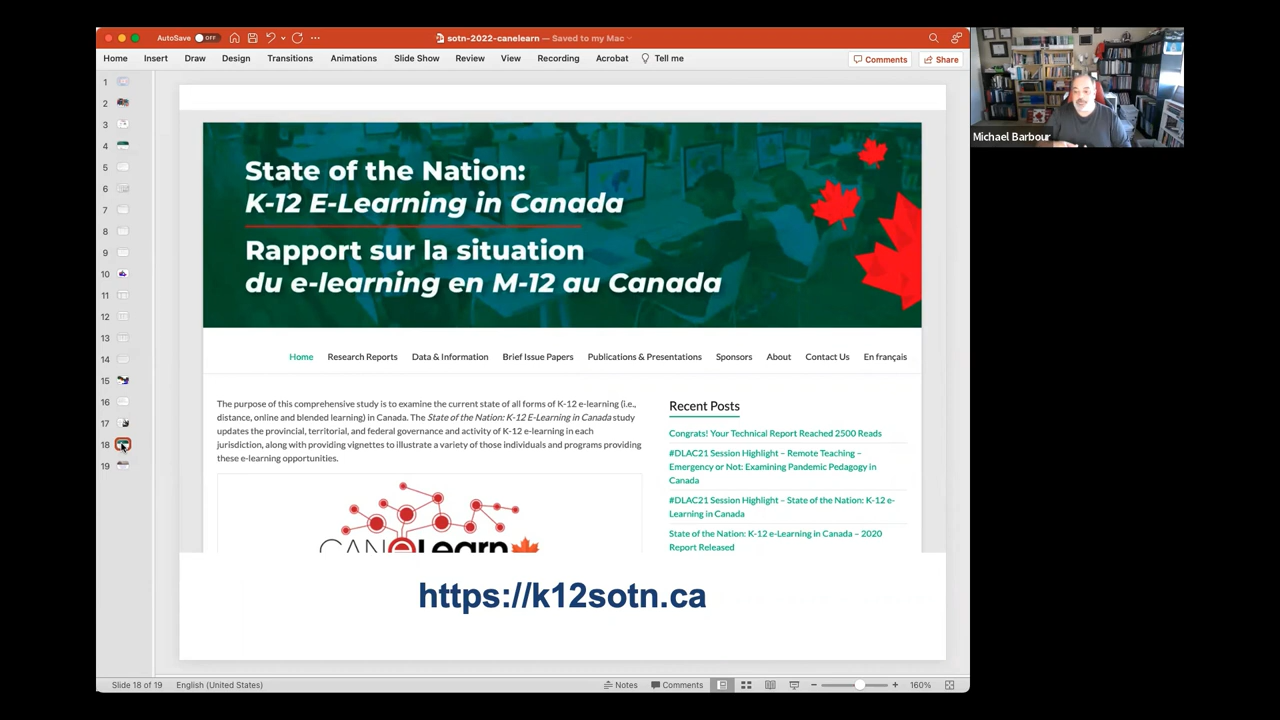 AutoSave OFF
sotn-2022-canelearn — Saved to my Mac
Home Insert Draw Design Transitions Animations Slide Show Review View Recording Acrobat Tell me
Comments Share
1
2
3
4
5
6
7
8
9
10
11
12
13
14
15
16
17
18
19
State of the Nation:
K-12 E-Learning in Canada
Rapport sur la situation
du e-learning en M-12 au Canada
Home Research Reports Data & Information Brief Issue Papers Publications & Presentations Sponsors About Contact Us En français
The purpose of this comprehensive study is to examine the current state of all forms of K-12 e-learning (i.e.,
distance, online and blended learning) in Canada. The State of the Nation: K-12 E-Learning in Canada study
updates the provincial, territorial, and federal governance and activity of K-12 e-learning in each
jurisdiction, along with providing vignettes to illustrate a variety of those individuals and programs providing
these e-learning opportunities.
CANeLearn
Recent Posts
Congrats! Your Technical Report Reached 2500 Reads
#DLAC21 Session Highlight – Remote Teaching –
Emergency or Not: Examining Pandemic Pedagogy in
Canada
#DLAC21 Session Highlight – State of the Nation: K-12 e-
Learning in Canada
State of the Nation: K-12 e-Learning in Canada – 2020
Report Released
https://k12sotn.ca
Slide 18 of 19 English (United States)
Notes Comments 160%
Michael Barbour